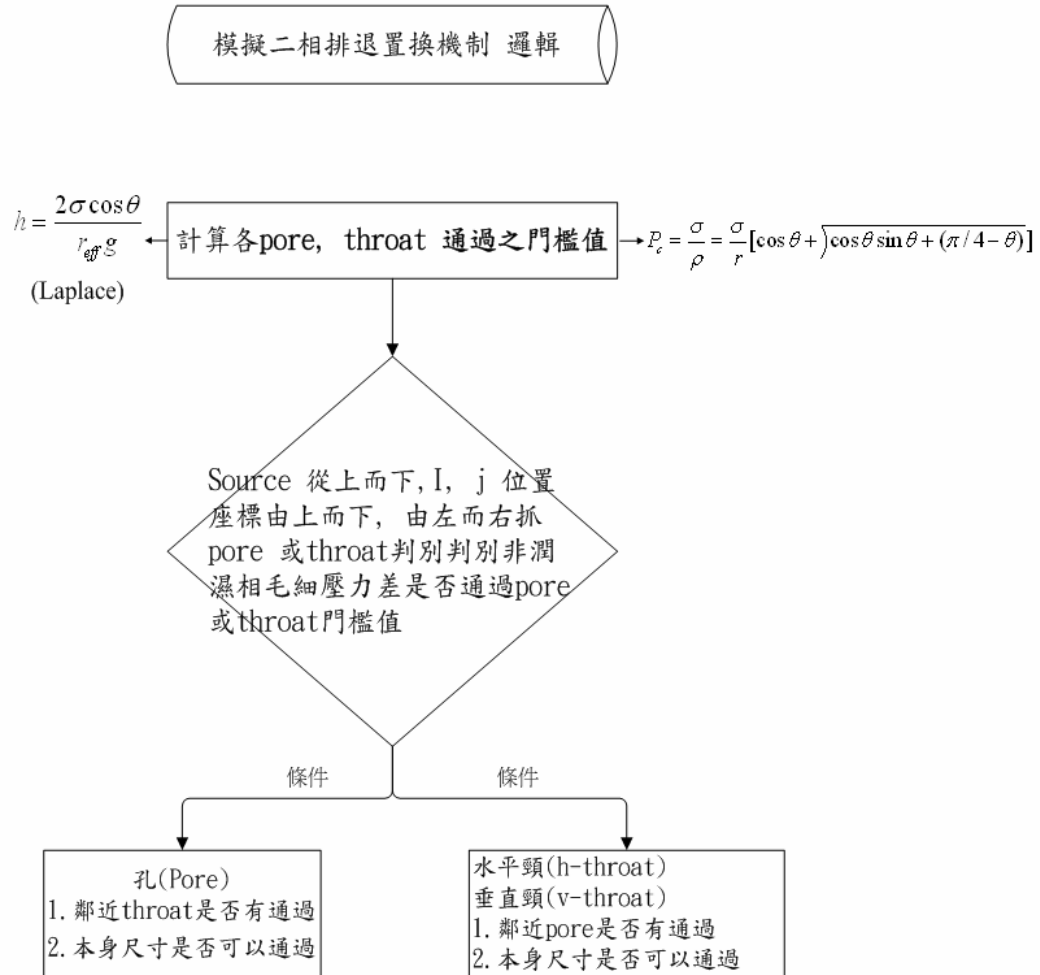 模擬二相排退置換機制 邏輯
h = 2σcosθ / r_eff g
(Laplace)
計算各pore, throat 通過之門檻值
P_c = σ/ρ = σ/r [cosθ + √cosθsinθ + (π/4 − θ)]
Source 從上而下, I, j 位置
座標由上而下, 由左而右抓
pore 或throat判別判別非潤
濕相毛細壓力差是否通過pore
或throat門檻值
條件
條件
孔(Pore)
1. 鄰近throat是否有通過
2. 本身尺寸是否可以通過
水平頸(h-throat)
垂直頸(v-throat)
1. 鄰近pore是否有通過
2. 本身尺寸是否可以通過